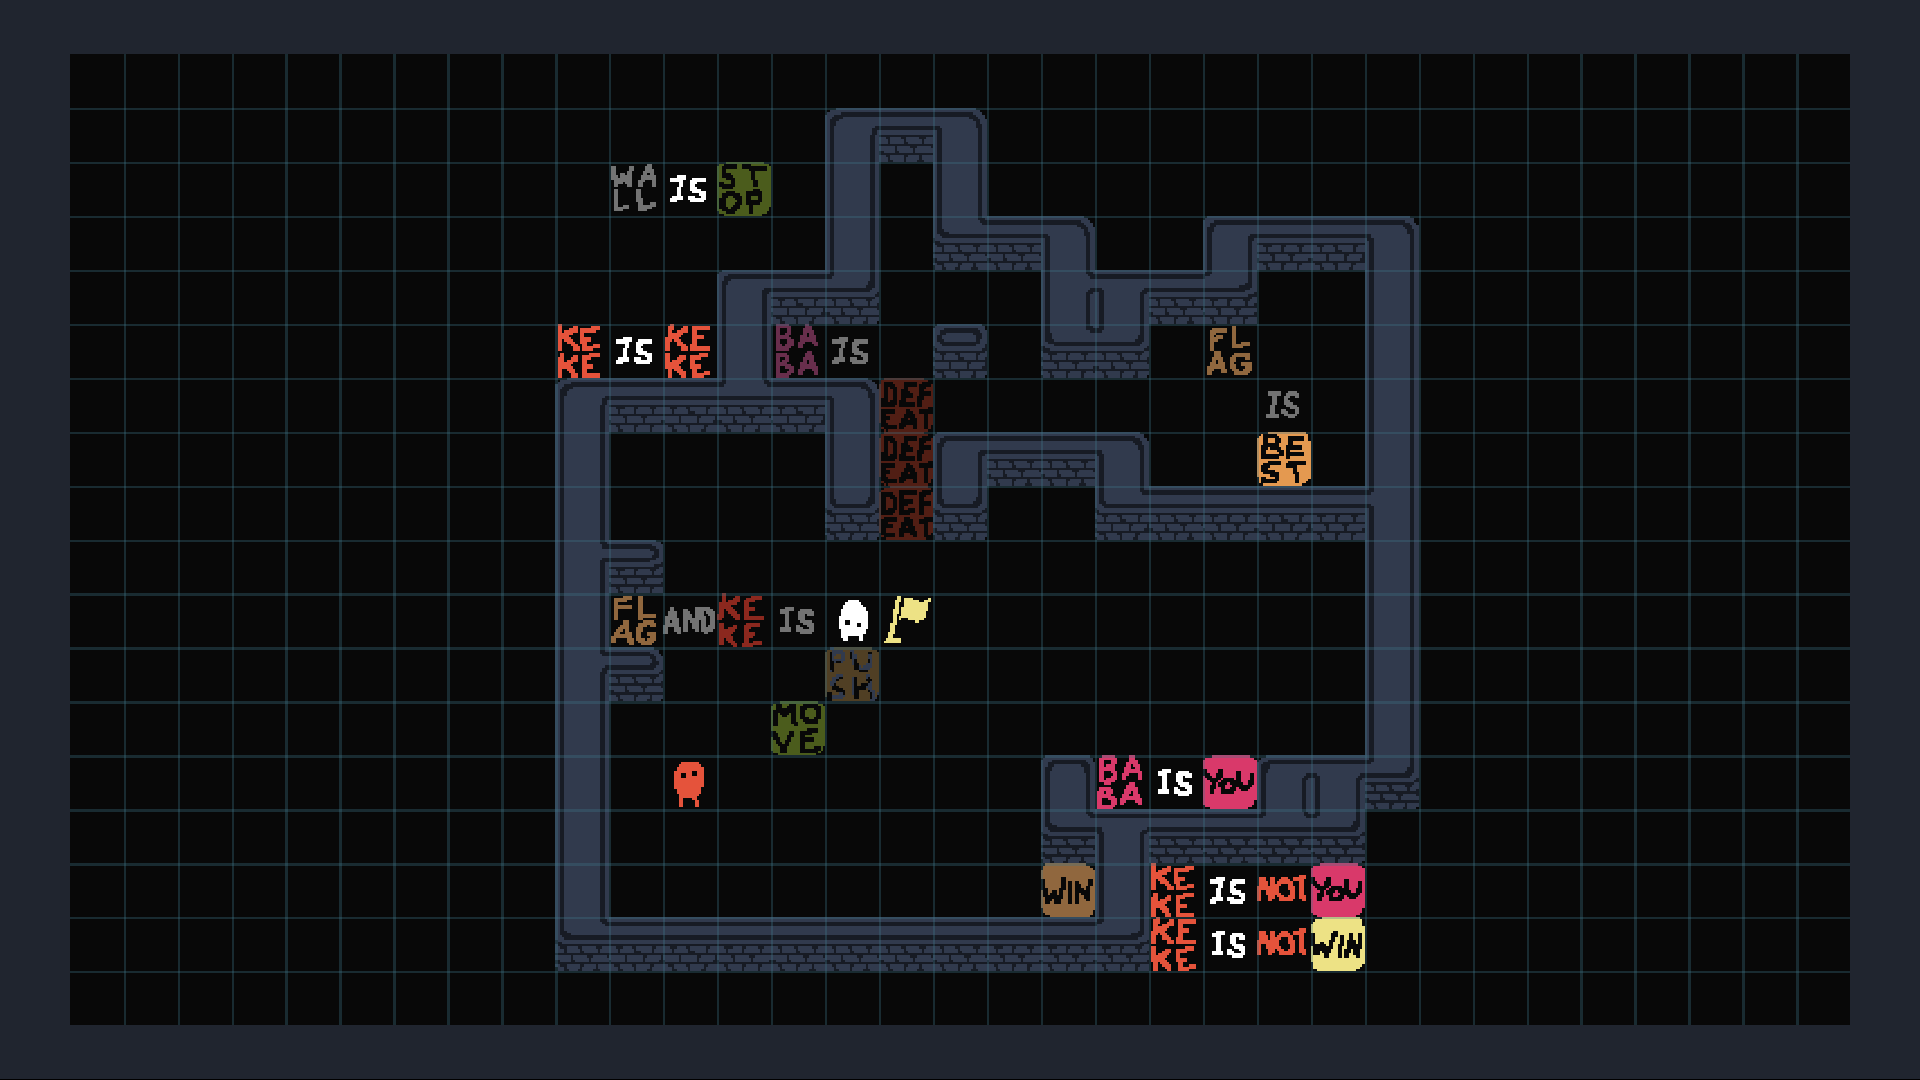 WALL IS STOP
KEKE IS KEKE BABA IS FLAG
DEFEAT IS
DEFEAT BEST
DEFEAT
FLAG AND KEKE IS
PUSH
MOVE
BABA IS YOU
WIN KEKE IS NOT YOU
KEKE IS NOT WIN